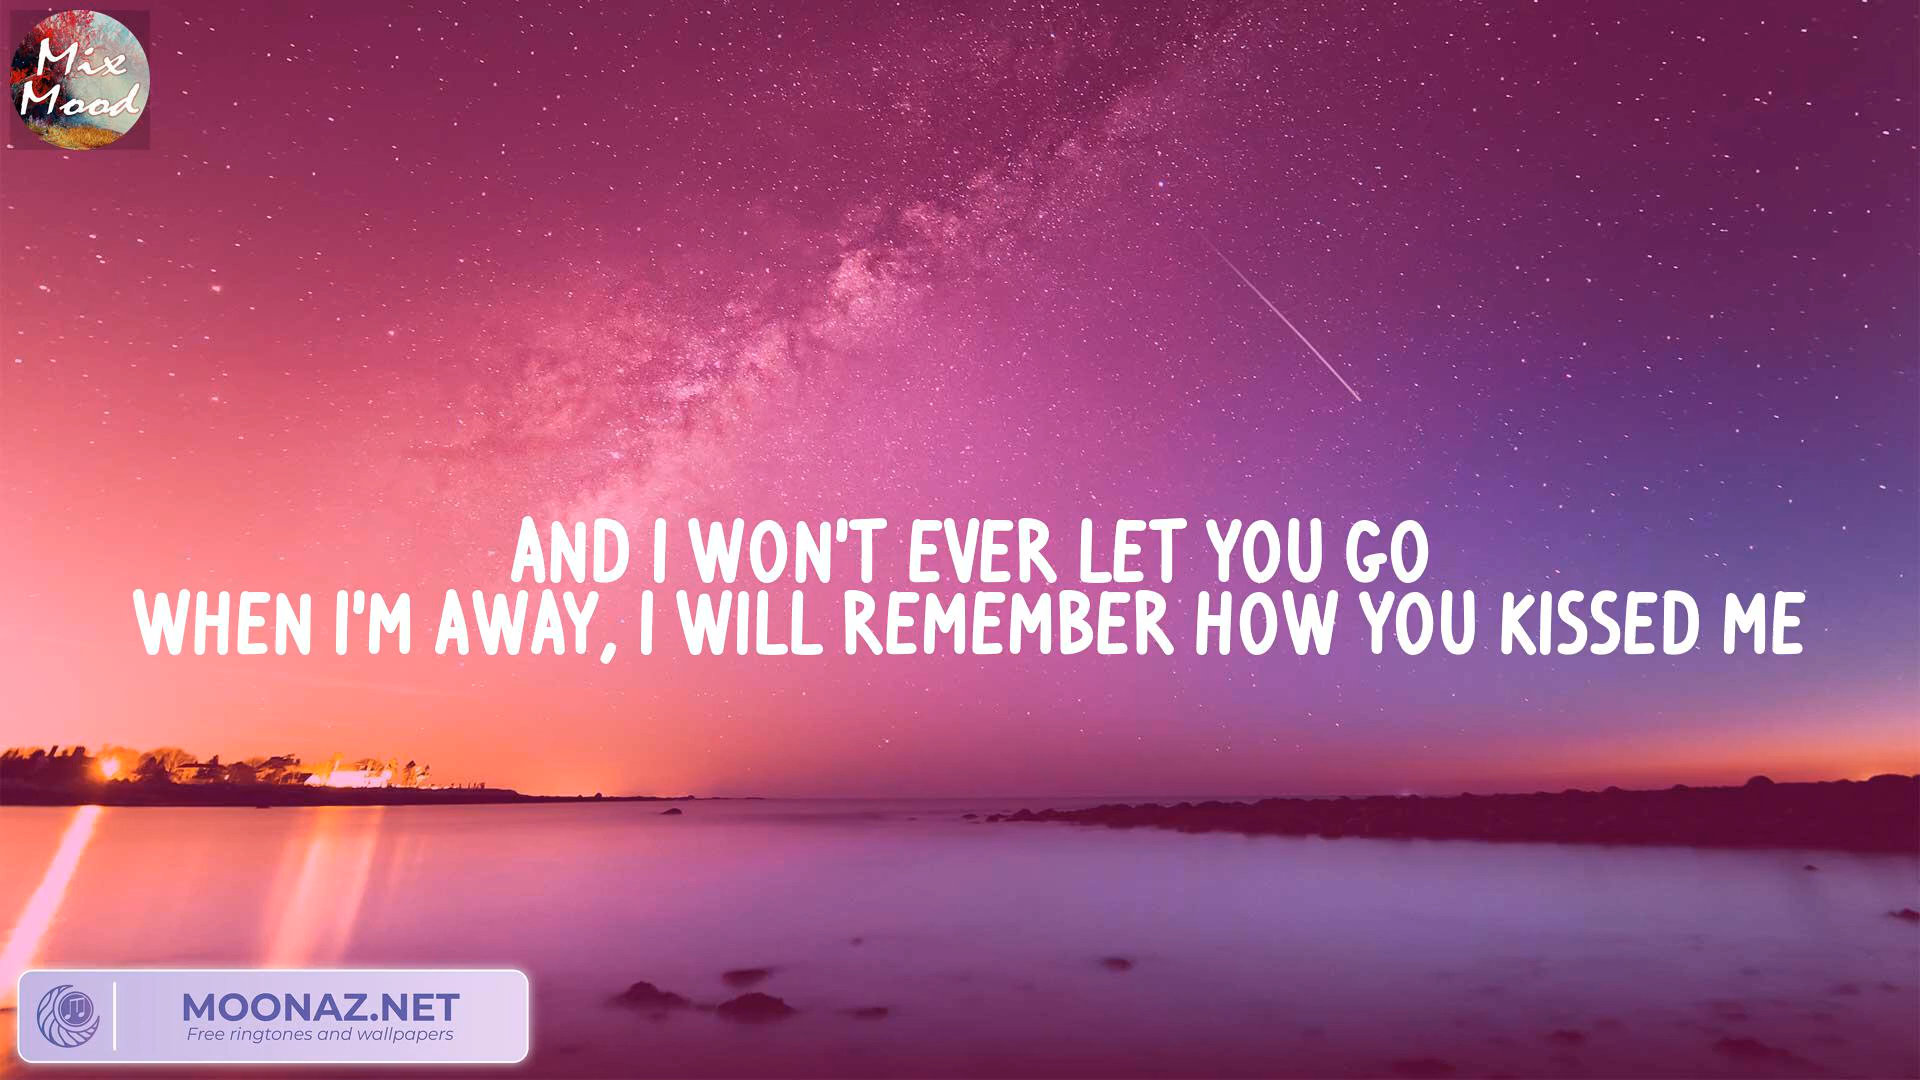 Mix
Mood
AND I WON'T EVER LET YOU GO
WHEN I'M AWAY, I WILL REMEMBER HOW YOU KISSED ME
MOONAZ.NET
Free ringtones and wallpapers